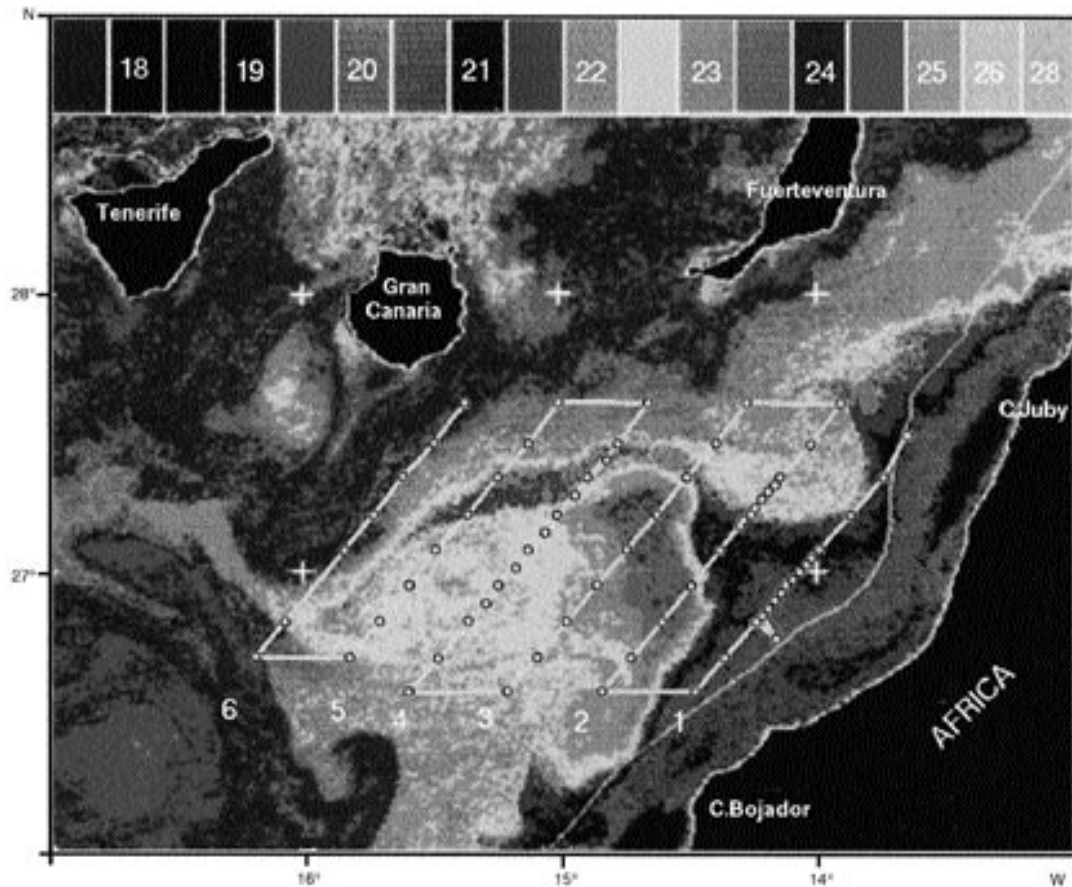 N
18 19 20 21 22 23 24 25 26 28
Fuerteventura
Tenerife
28°
Gran
Canaria
C.Juby
27°
6 5 4 3 2 1
AFRICA
C.Bojador
16° 15° 14° W